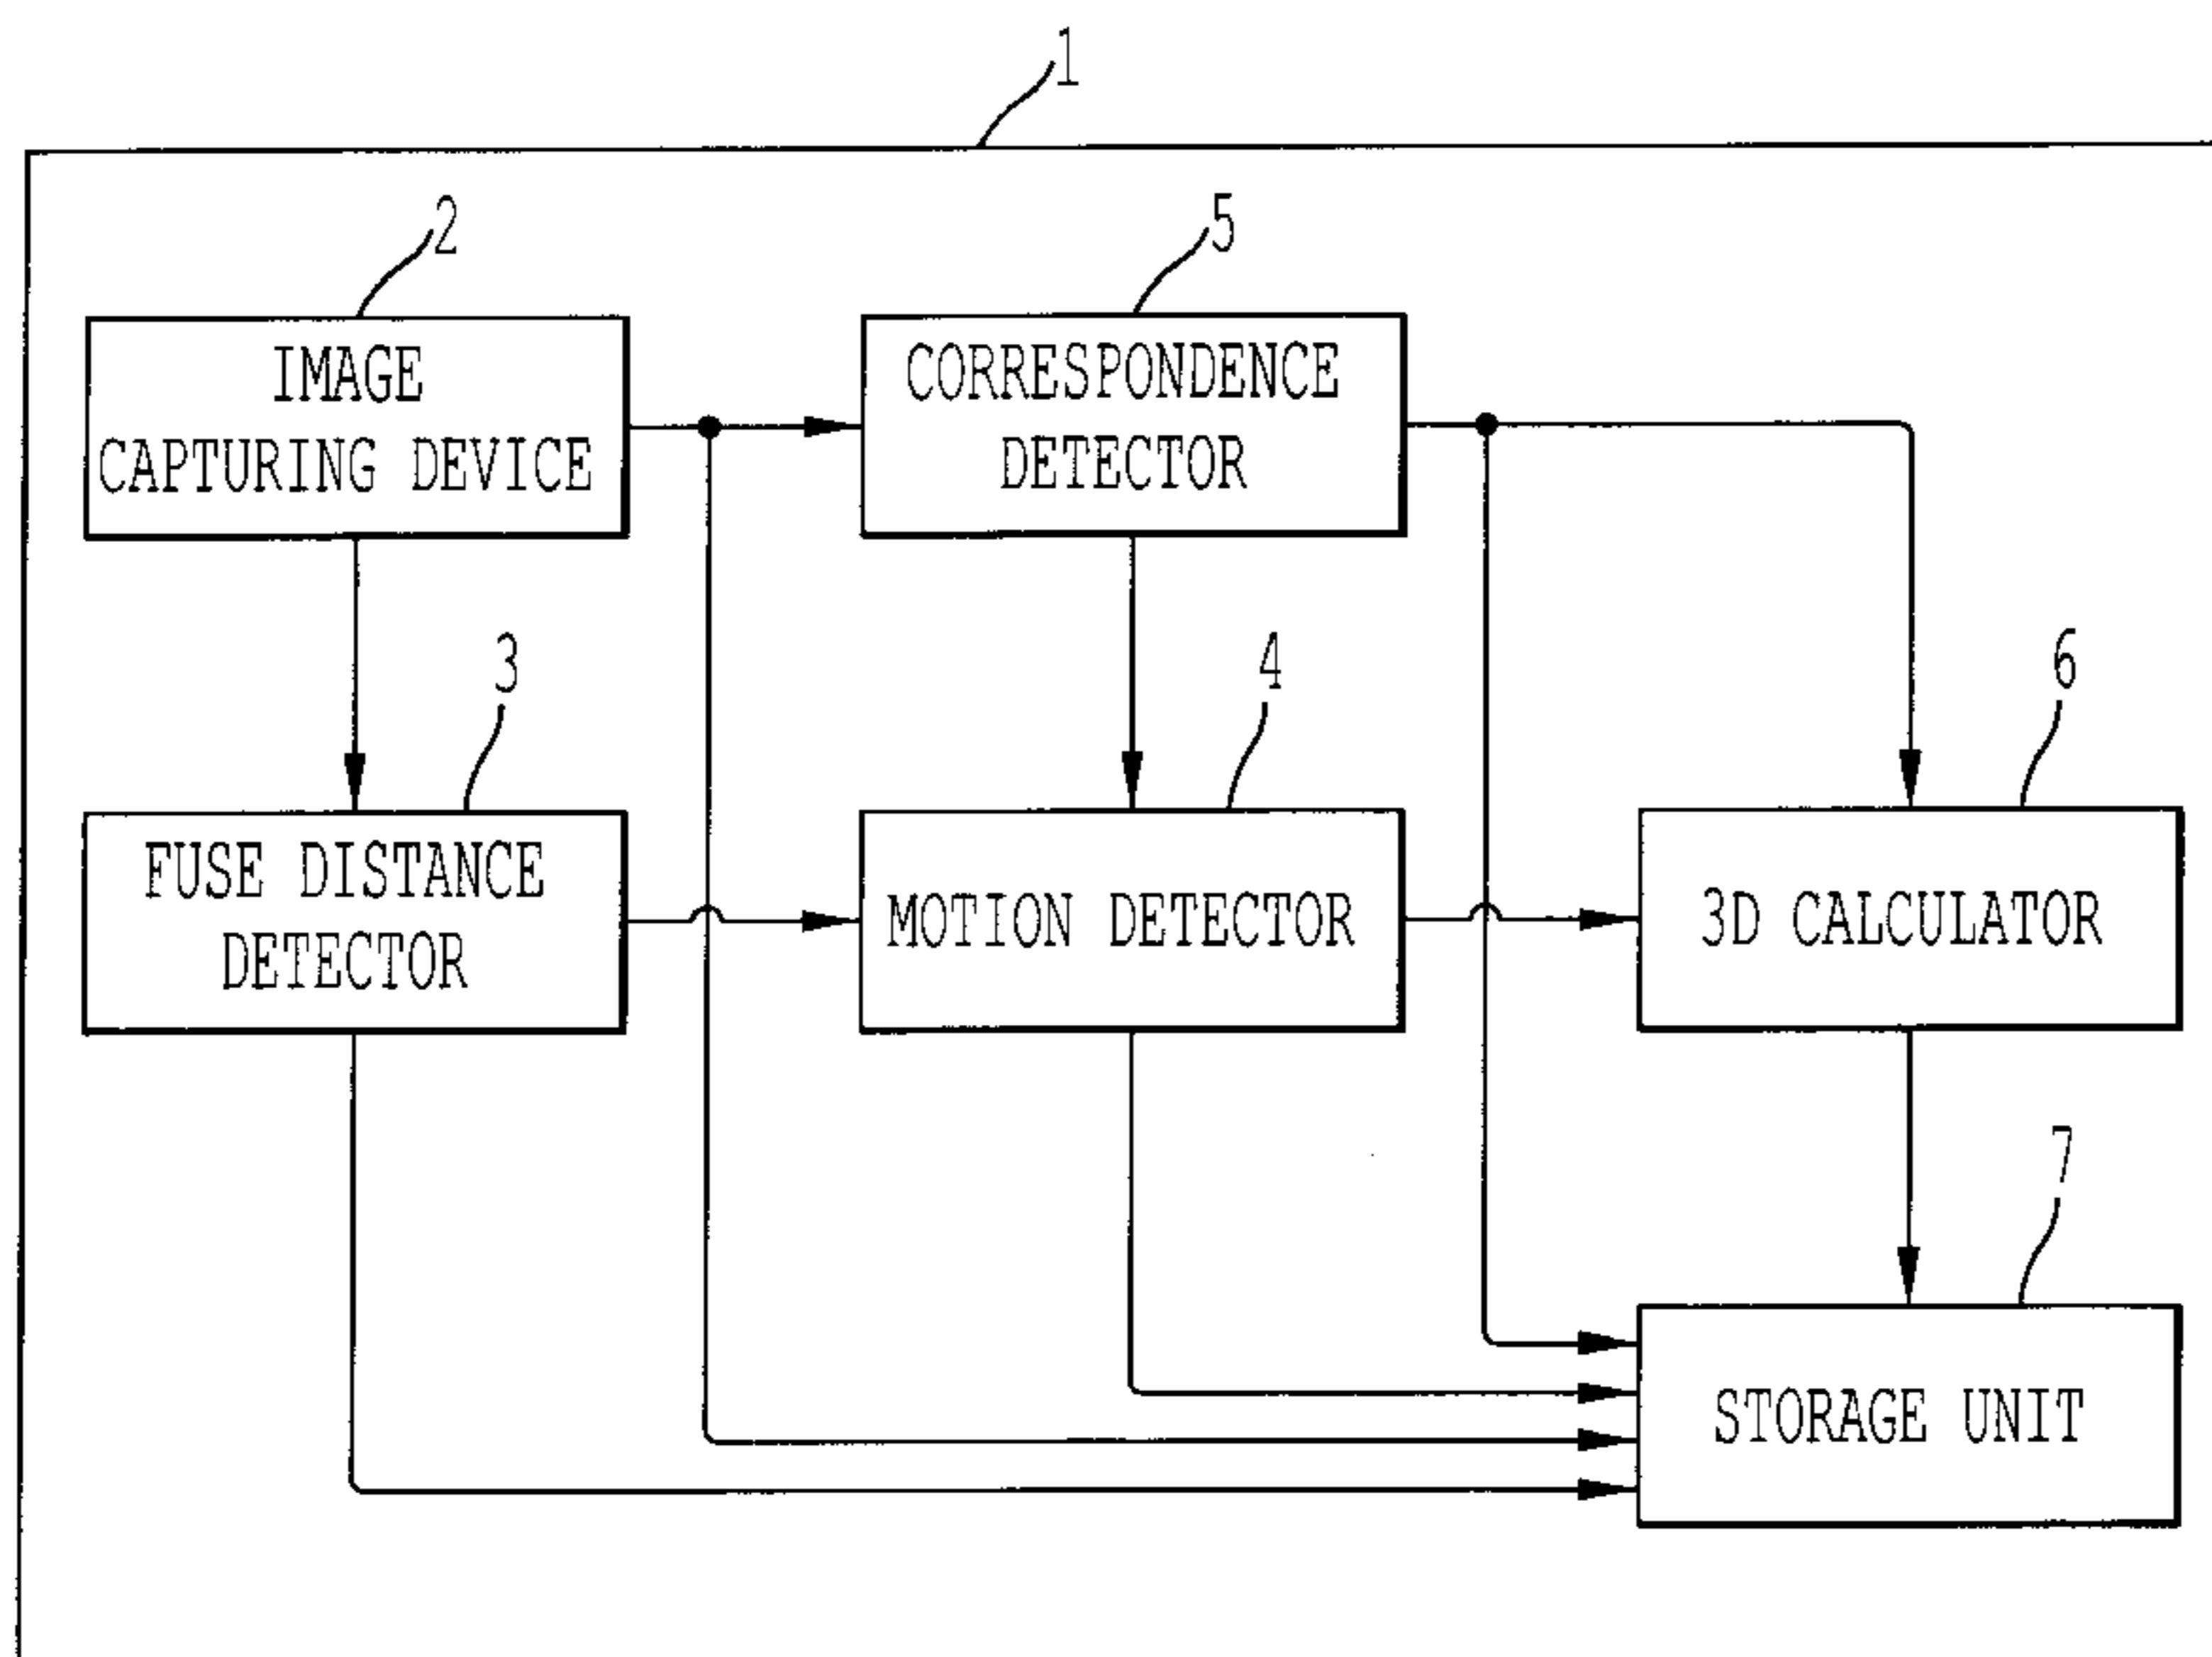 1
2
5
IMAGE
CAPTURING DEVICE
CORRESPONDENCE
DETECTOR
3
4
6
FUSE DISTANCE
DETECTOR
MOTION DETECTOR
3D CALCULATOR
7
STORAGE UNIT